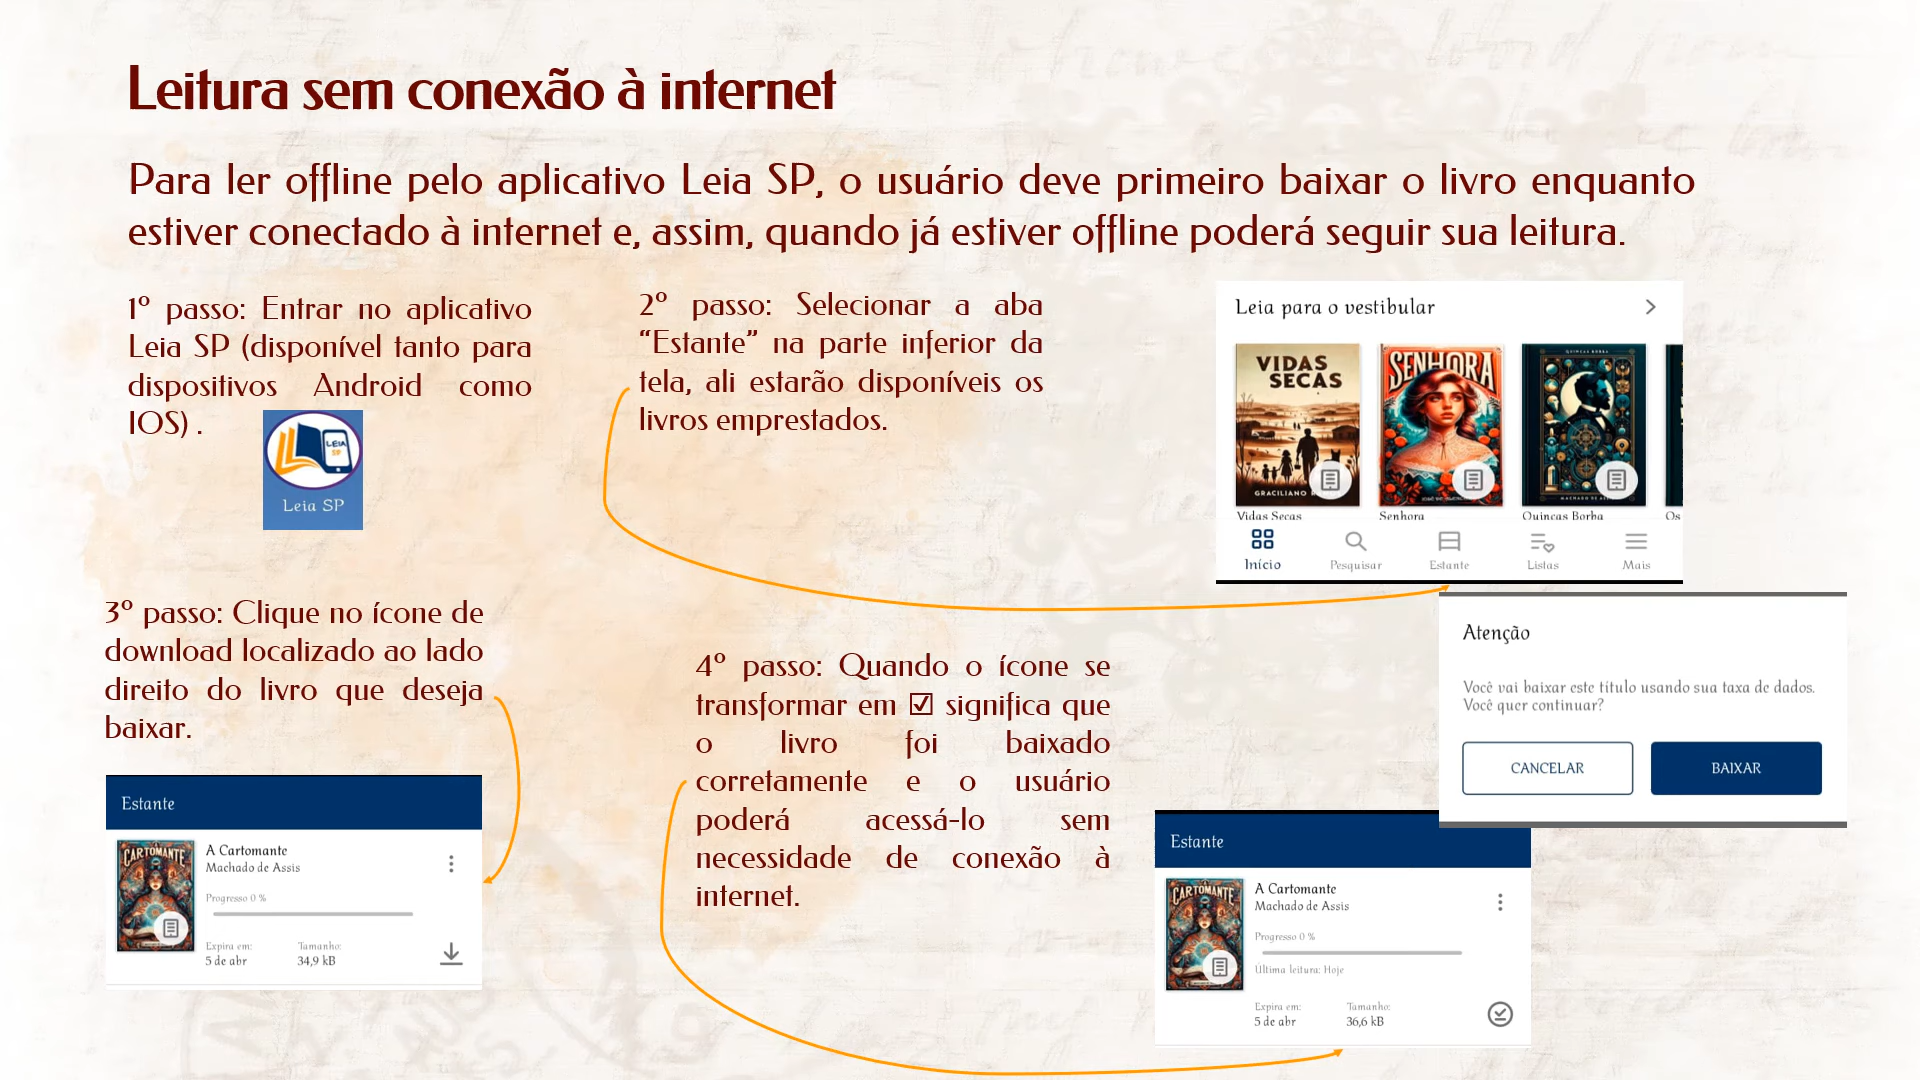 Leitura sem conexão à internet
Para ler offline pelo aplicativo Leia SP, o usuário deve primeiro baixar o livro enquanto
estiver conectado à internet e, assim, quando já estiver offline poderá seguir sua leitura.
1º passo: Entrar no aplicativo
Leia SP (disponível tanto para
dispositivos Android como
IOS) .
LEIA
SP
Leia SP
2º passo: Selecionar a aba
“Estante” na parte inferior da
tela, ali estarão disponíveis os
livros emprestados.
Leia para o vestibular
VIDAS
SECAS
GRACILIANO R
SENHORA
QUINCAS BORBA
Vidas Secas
Senhora
Quincas Borba
Os
Início
Pesquisar
Estante
Listas
Mais
3º passo: Clique no ícone de
download localizado ao lado
direito do livro que deseja
baixar.
Estante
CARTOMANTE
A Cartomante
Machado de Assis
Progresso 0 %
Expira em:
Tamanho:
5 de abr
34,9 kB
4º passo: Quando o ícone se
transformar em ☑ significa que
o livro foi baixado
corretamente e o usuário
poderá acessá-lo sem
necessidade de conexão à
internet.
Atenção
Você vai baixar este título usando sua taxa de dados.
Você quer continuar?
CANCELAR
BAIXAR
Estante
CARTOMANTE
A Cartomante
Machado de Assis
Progresso 0 %
Última leitura: Hoje
Expira em:
Tamanho:
5 de abr
36,6 kB